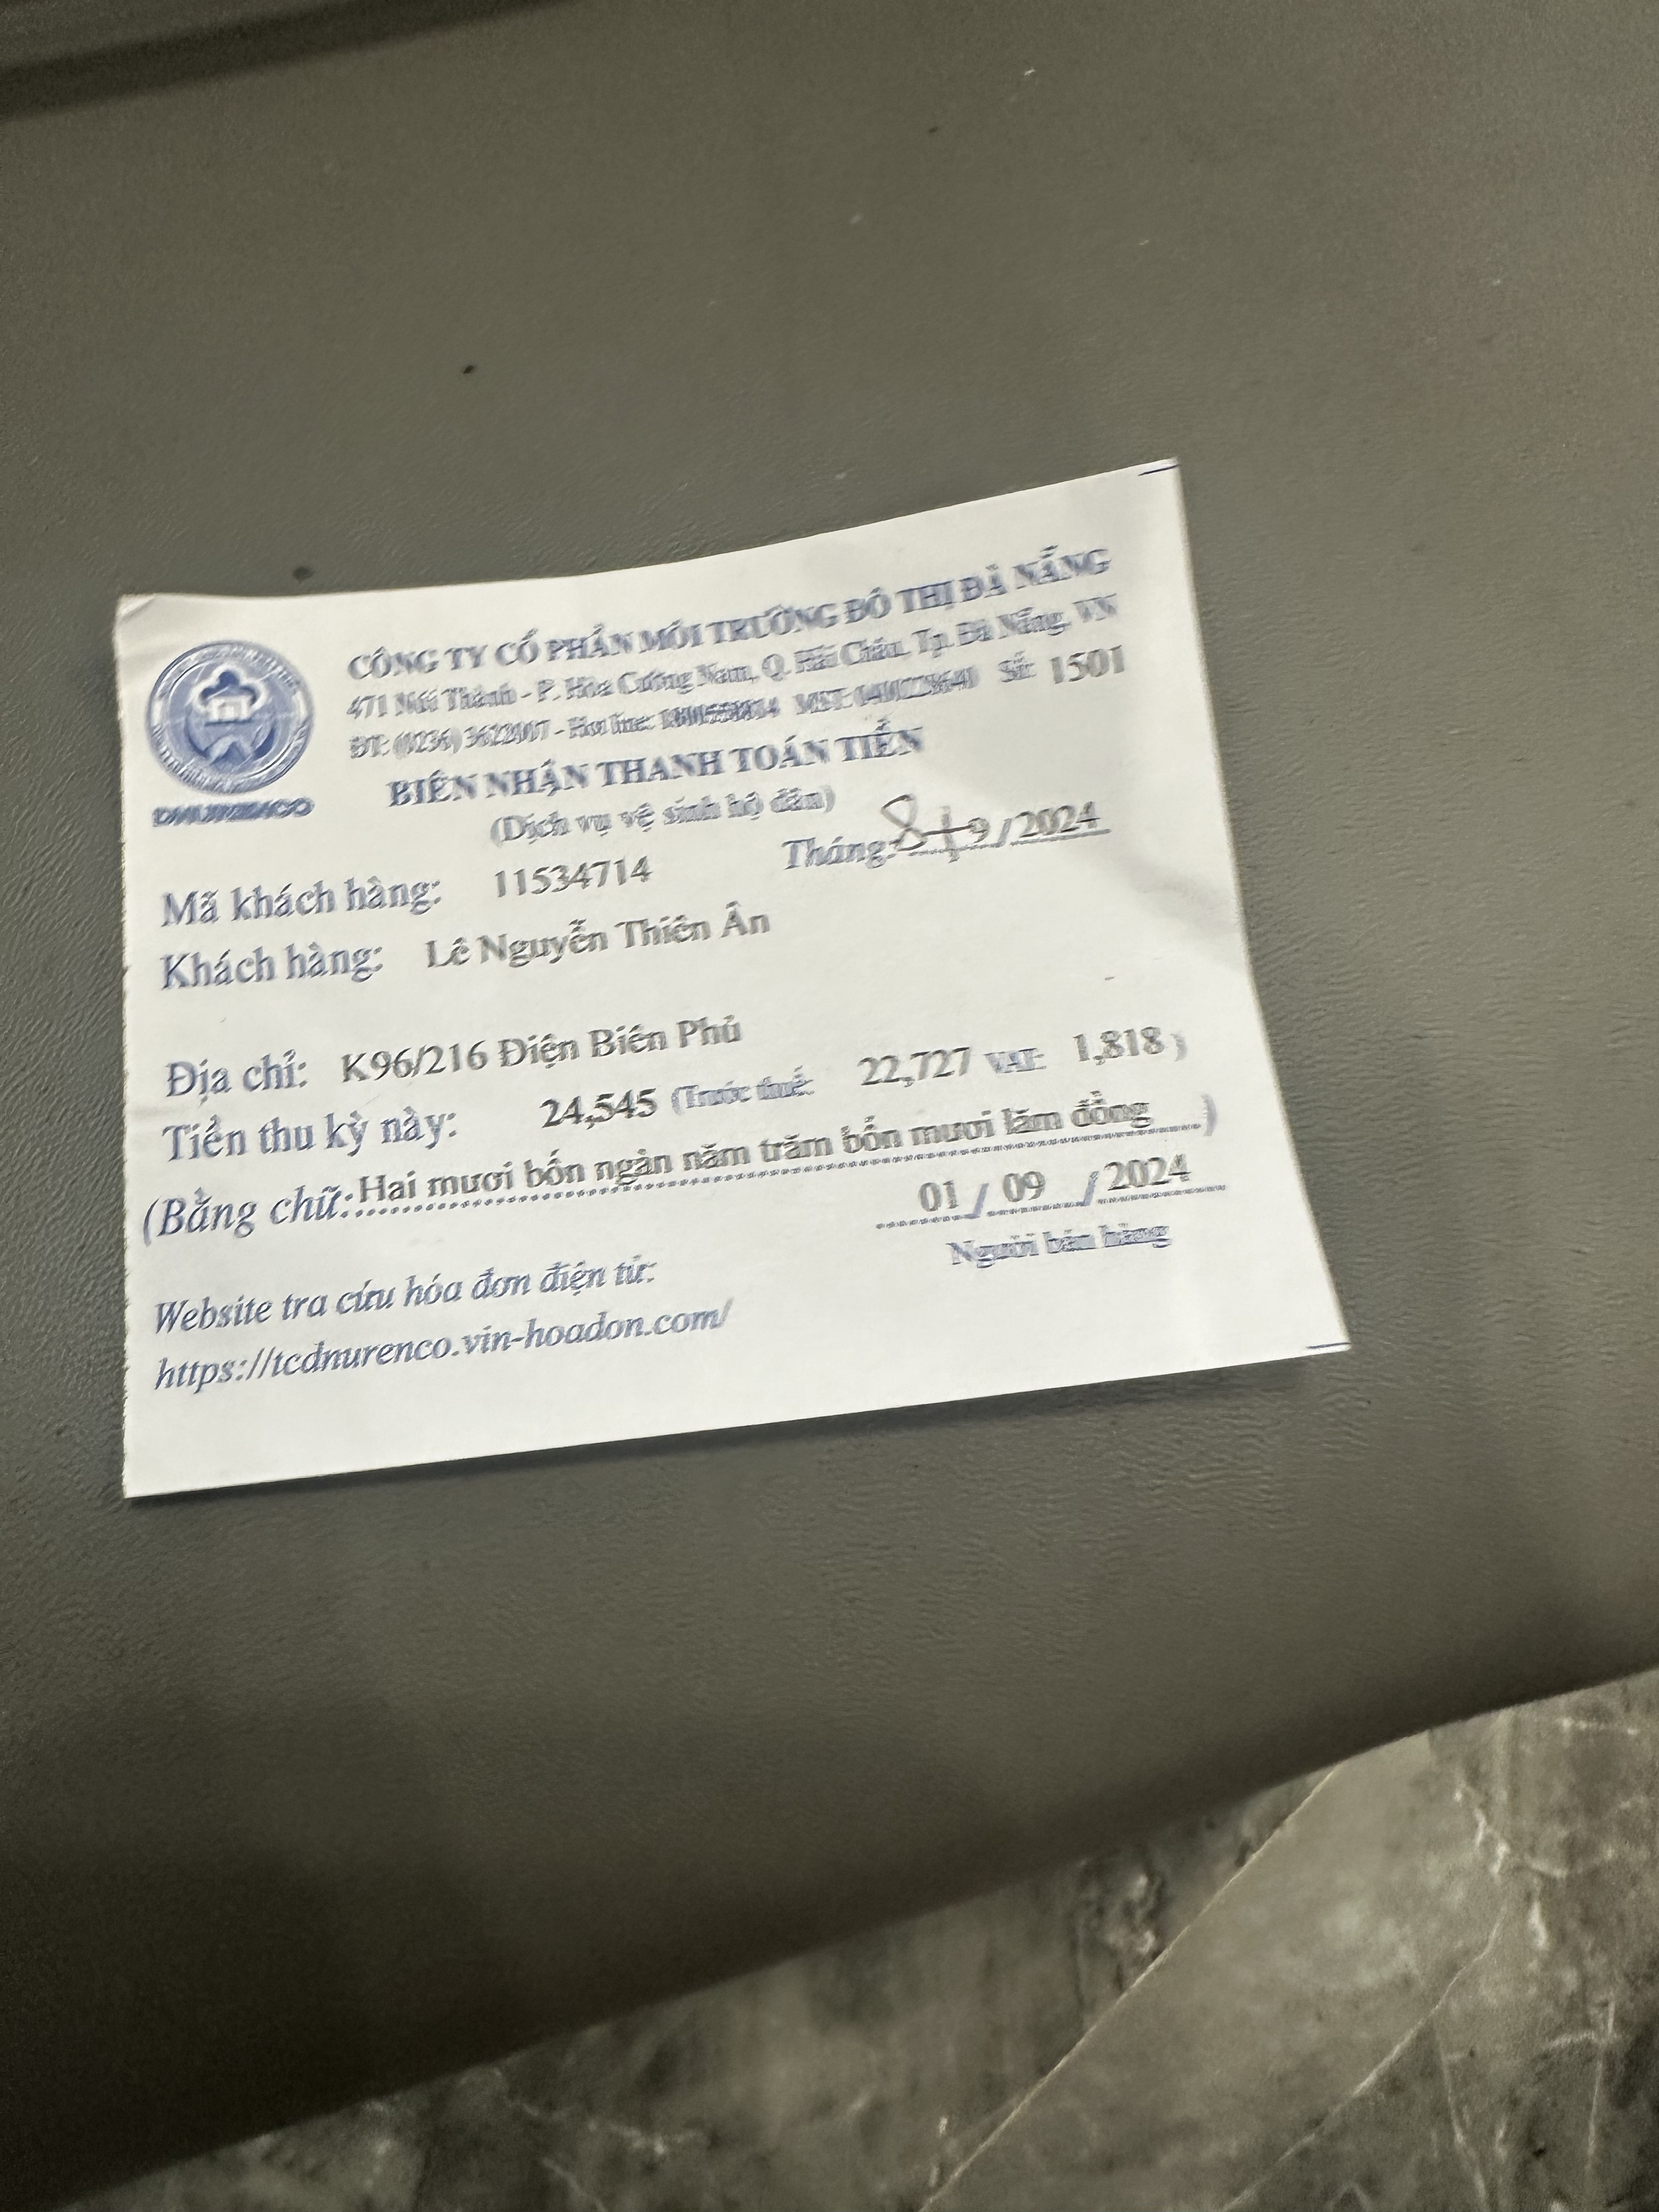 CÔNG TY CỔ PHẦN MÔI TRƯỜNG ĐÔ THỊ ĐÀ NẴNG
471 Núi Thành - P. Hòa Cường Nam, Q. Hải Châu, Tp. Đà Nẵng, VN
ĐT: (0236) 3622007 - Hot line: MST: Số: 1501
DNURENCO
BIÊN NHẬN THANH TOÁN TIỀN
(Dịch vụ vệ sinh hộ dân)
Mã khách hàng: 11534714 Tháng: 8+9/2024
Khách hàng: Lê Nguyễn Thiên Ân
Địa chỉ: K96/216 Điện Biên Phủ
Tiền thu kỳ này: 24,545 (Trước thuế: 22,727 VAT: 1,818)
(Bằng chữ: Hai mươi bốn ngàn năm trăm bốn mươi lăm đồng)
01/09/2024
Người bán hàng
Website tra cứu hóa đơn điện tử:
https://tcdnurenco.vin-hoadon.com/